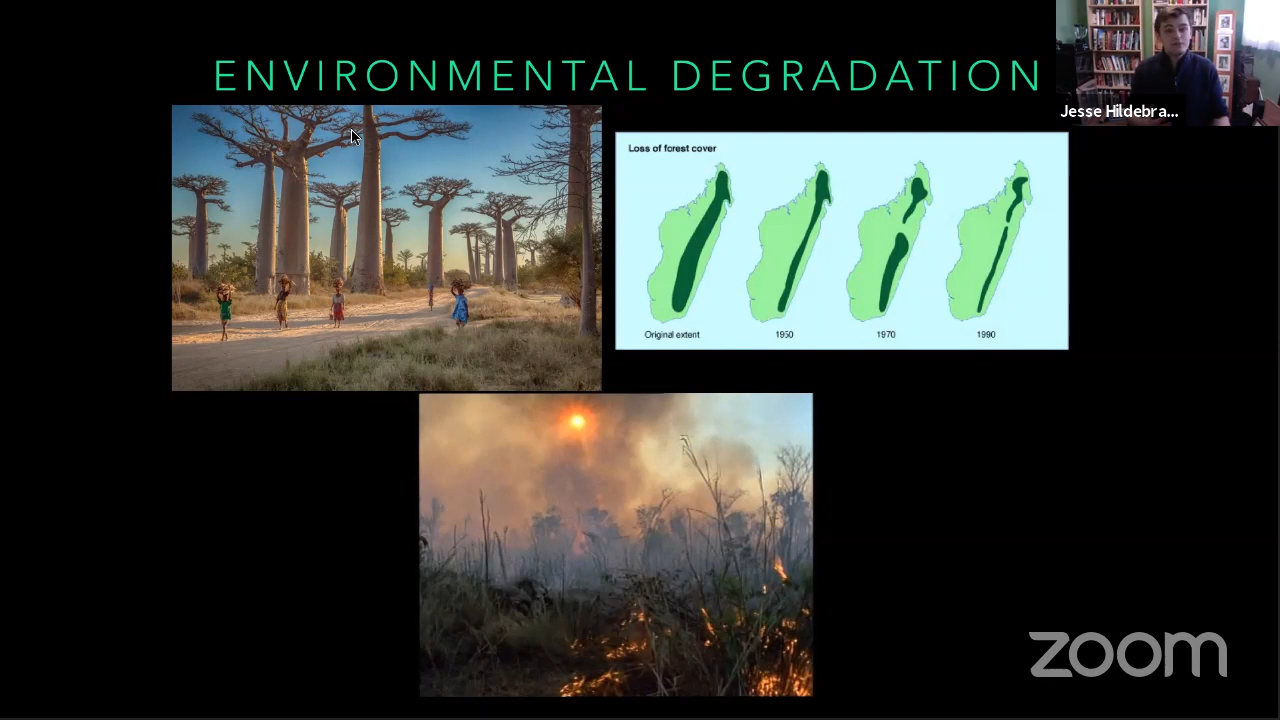 ENVIRONMENTAL DEGRADATION
Jesse Hildebra...
Loss of forest cover
Original extent
1950
1970
1990
zoom